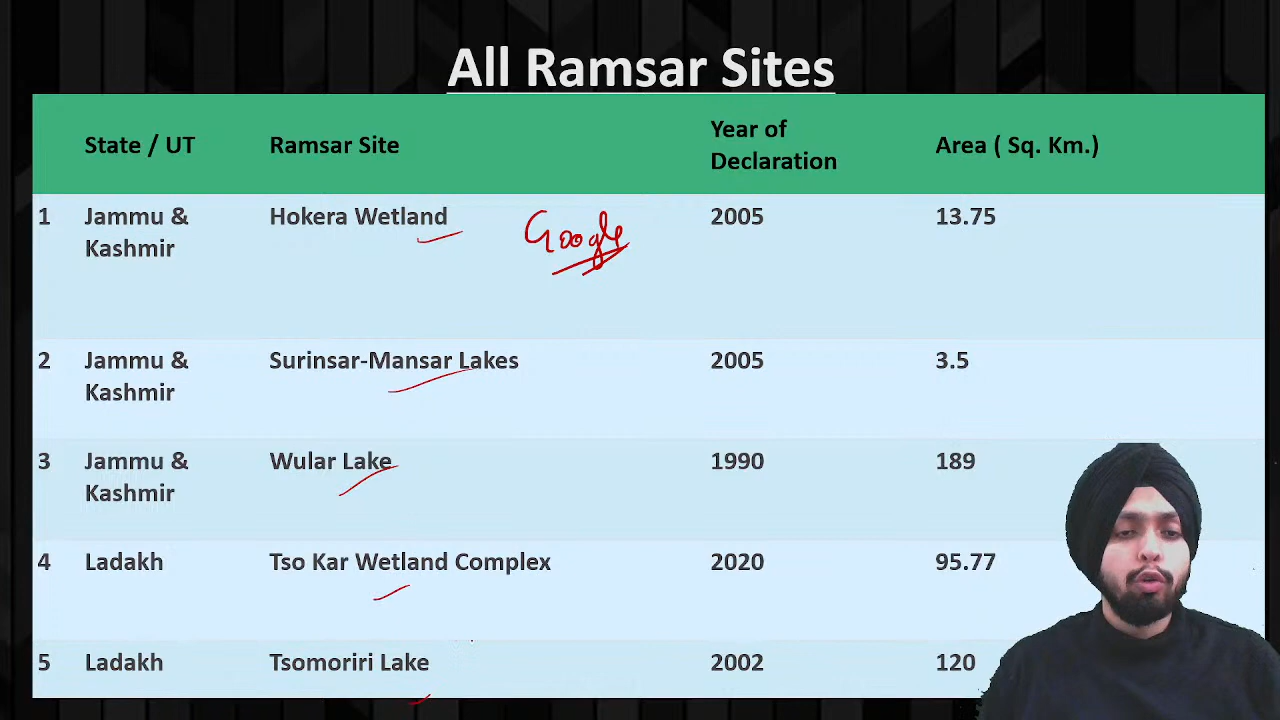 All Ramsar Sites
State / UT Ramsar Site Year of Declaration Area ( Sq. Km.)
1 Jammu & Kashmir Hokera Wetland Google 2005 13.75
2 Jammu & Kashmir Surinsar-Mansar Lakes 2005 3.5
3 Jammu & Kashmir Wular Lake 1990 189
4 Ladakh Tso Kar Wetland Complex 2020 95.77
5 Ladakh Tsomoriri Lake 2002 120